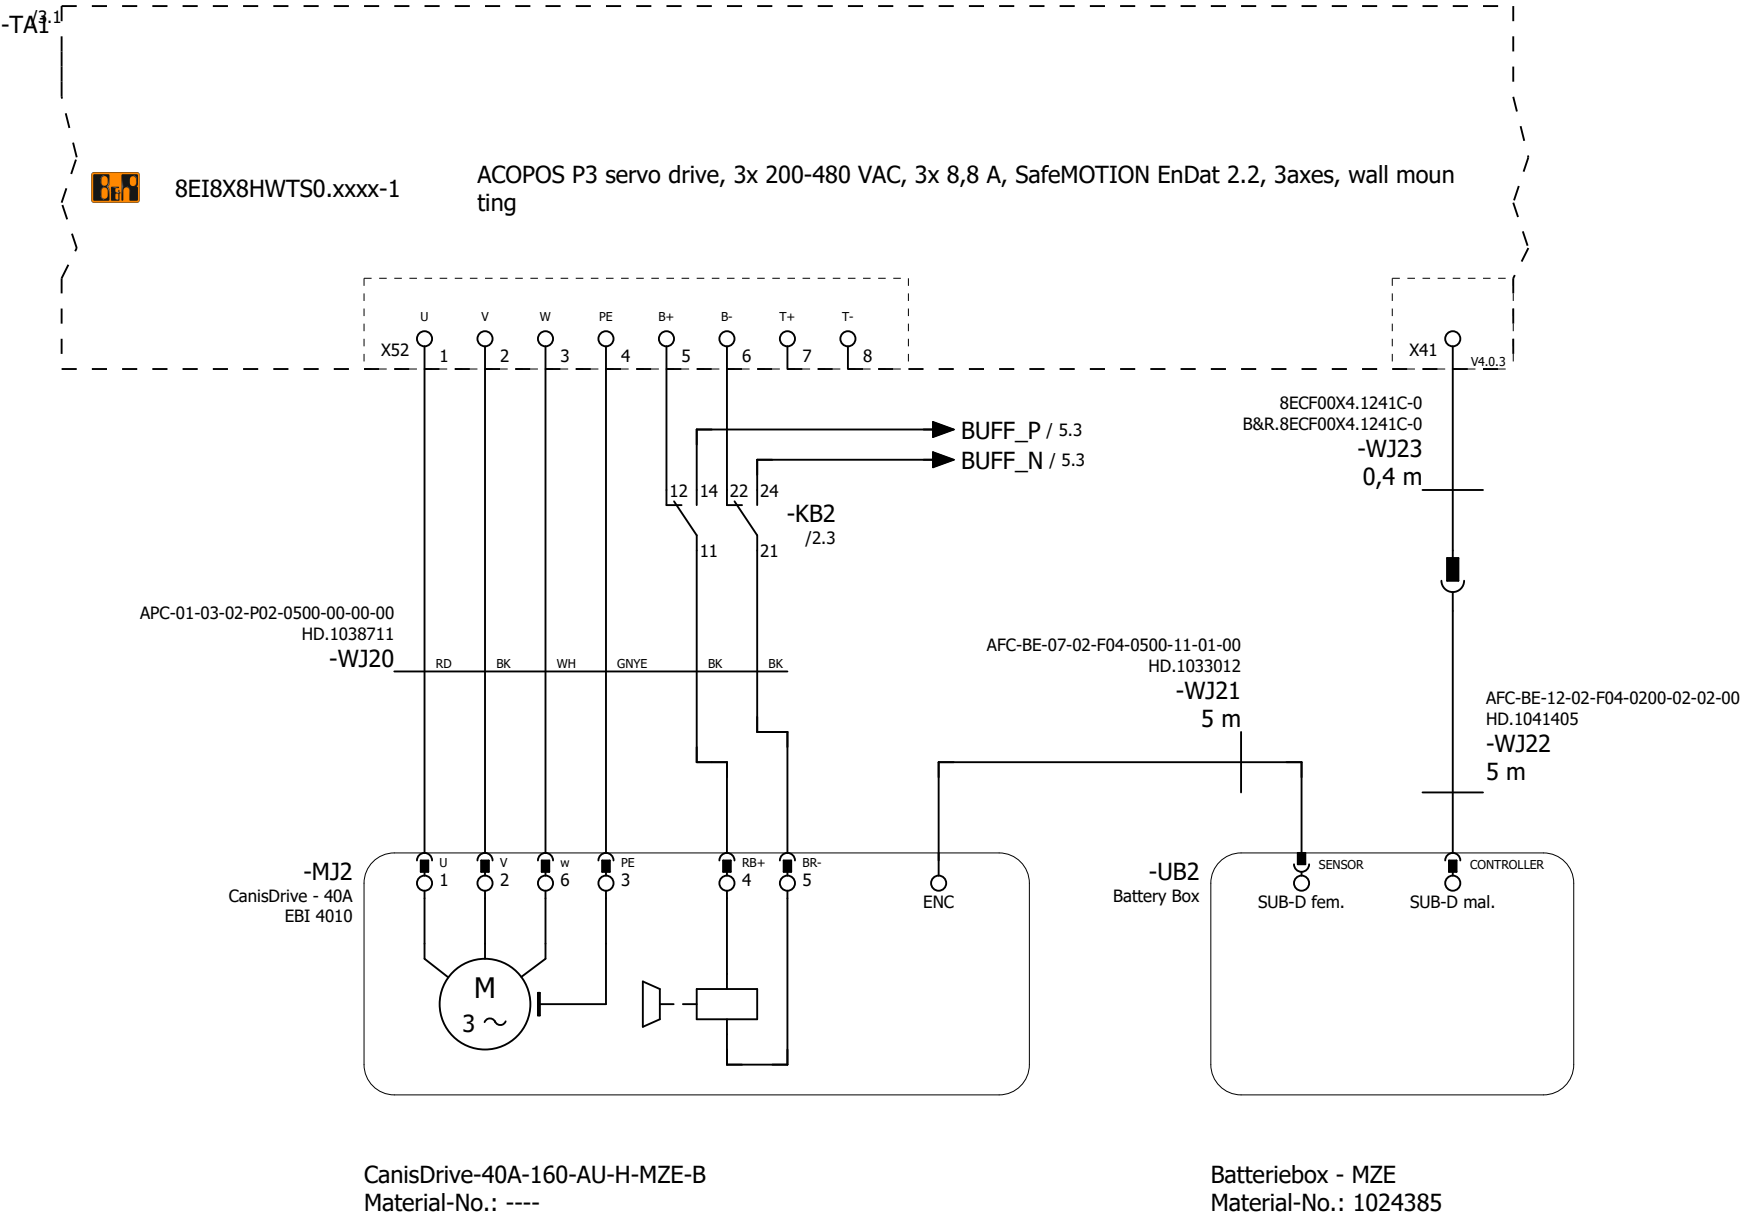 /3.1
-TA1
B&R
8EI8X8HWTS0.xxxx-1
ACOPOS P3 servo drive, 3x 200-480 VAC, 3x 8,8 A, SafeMOTION EnDat 2.2, 3axes, wall moun
ting
U V W PE B+ B- T+ T-
X52 1 2 3 4 5 6 7 8
X41
V4.0.3
8ECF00X4.1241C-0
B&R.8ECF00X4.1241C-0
-WJ23
0,4 m
BUFF_P / 5.3
BUFF_N / 5.3
12 14 22 24
-KB2
/2.3
11 21
APC-01-03-02-P02-0500-00-00-00
HD.1038711
-WJ20
RD BK WH GNYE BK BK
AFC-BE-07-02-F04-0500-11-01-00
HD.1033012
-WJ21
5 m
AFC-BE-12-02-F04-0200-02-02-00
HD.1041405
-WJ22
5 m
-MJ2
CanisDrive - 40A
EBI 4010
U V w PE RB+ BR-
1 2 6 3 4 5
ENC
M
3 ~
-UB2
Battery Box
SENSOR
CONTROLLER
SUB-D fem.
SUB-D mal.
CanisDrive-40A-160-AU-H-MZE-B
Material-No.: ----
Batteriebox - MZE
Material-No.: 1024385